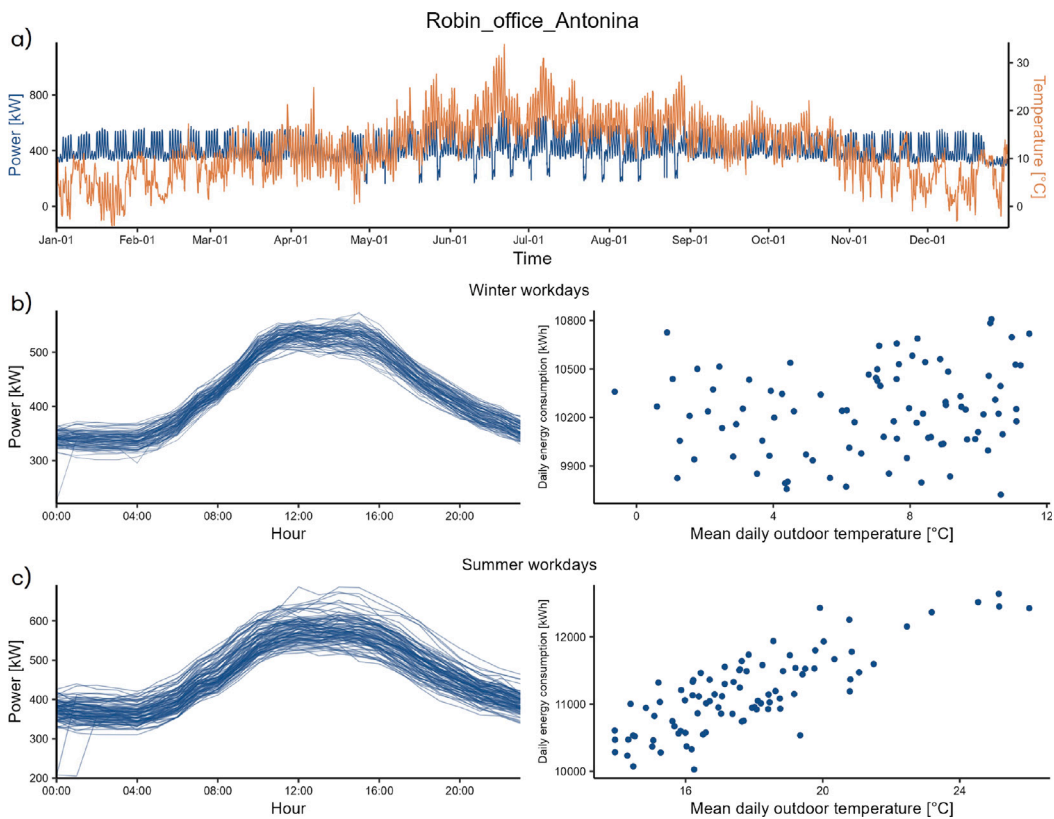 Robin_office_Antonina
a)
Power [kW]
800
400
0
30
20
10
0
Temperature [°C]
Jan-01 Feb-01 Mar-01 Apr-01 May-01 Jun-01 Jul-01 Aug-01 Sep-01 Oct-01 Nov-01 Dec-01
Time
b)
Winter workdays
Power [kW]
500
400
300
00:00 04:00 08:00 12:00 16:00 20:00
Hour
Daily energy consumption [kWh]
10800
10500
10200
9900
0 4 8 12
Mean daily outdoor temperature [°C]
c)
Summer workdays
Power [kW]
600
500
400
300
200
00:00 04:00 08:00 12:00 16:00 20:00
Hour
Daily energy consumption [kWh]
12000
11000
10000
16 20 24
Mean daily outdoor temperature [°C]